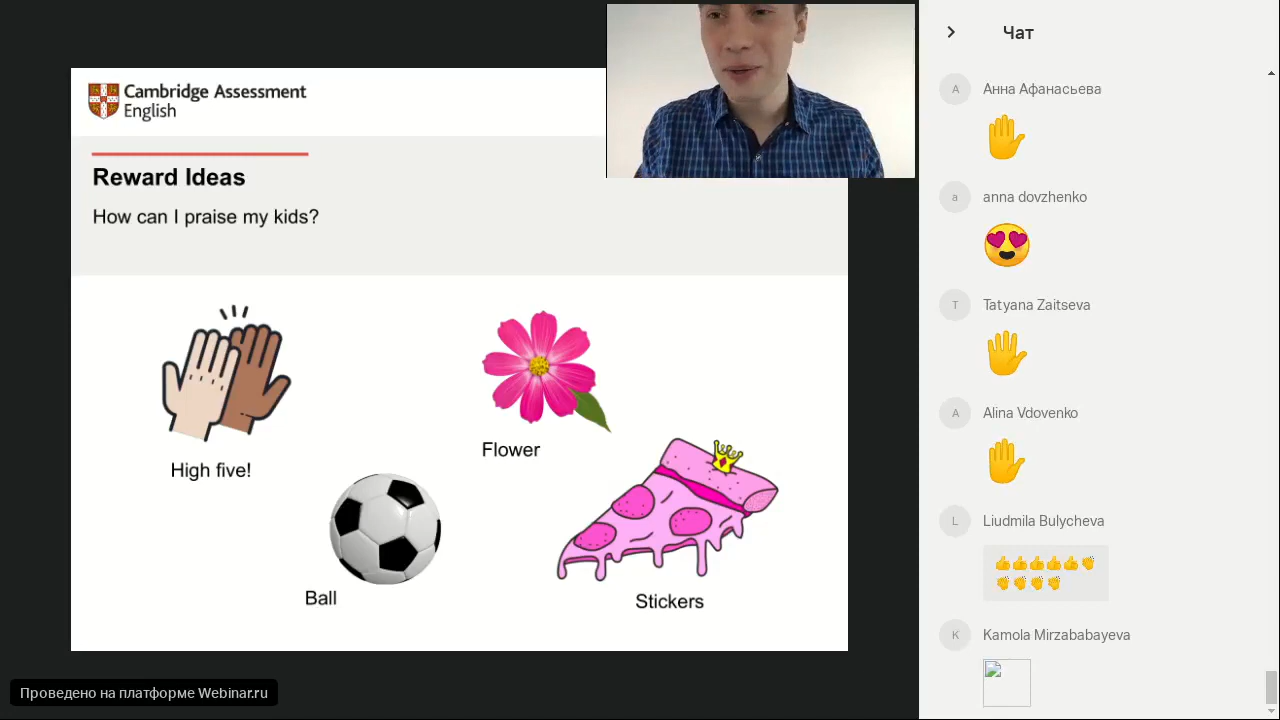 Cambridge Assessment
English
Reward Ideas
How can I praise my kids?
High five!
Flower
Ball
Stickers
Проведено на платформе Webinar.ru
Чат
А
Анна Афанасьева
a
anna dovzhenko
T
Tatyana Zaitseva
A
Alina Vdovenko
L
Liudmila Bulycheva
K
Kamola Mirzababayeva